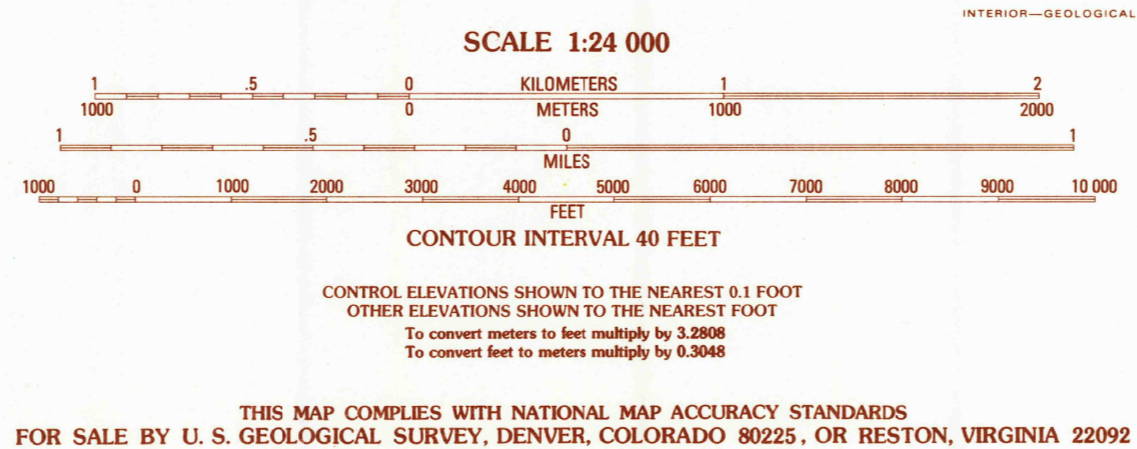 INTERIOR—GEOLOGICAL
SCALE 1:24 000
1 .5 0 KILOMETERS 1 2
1000 0 METERS 1000 2000
1 .5 0 1
MILES
1000 0 1000 2000 3000 4000 5000 6000 7000 8000 9000 10 000
FEET
CONTOUR INTERVAL 40 FEET
CONTROL ELEVATIONS SHOWN TO THE NEAREST 0.1 FOOT
OTHER ELEVATIONS SHOWN TO THE NEAREST FOOT
To convert meters to feet multiply by 3.2808
To convert feet to meters multiply by 0.3048
THIS MAP COMPLIES WITH NATIONAL MAP ACCURACY STANDARDS
FOR SALE BY U. S. GEOLOGICAL SURVEY, DENVER, COLORADO 80225, OR RESTON, VIRGINIA 22092